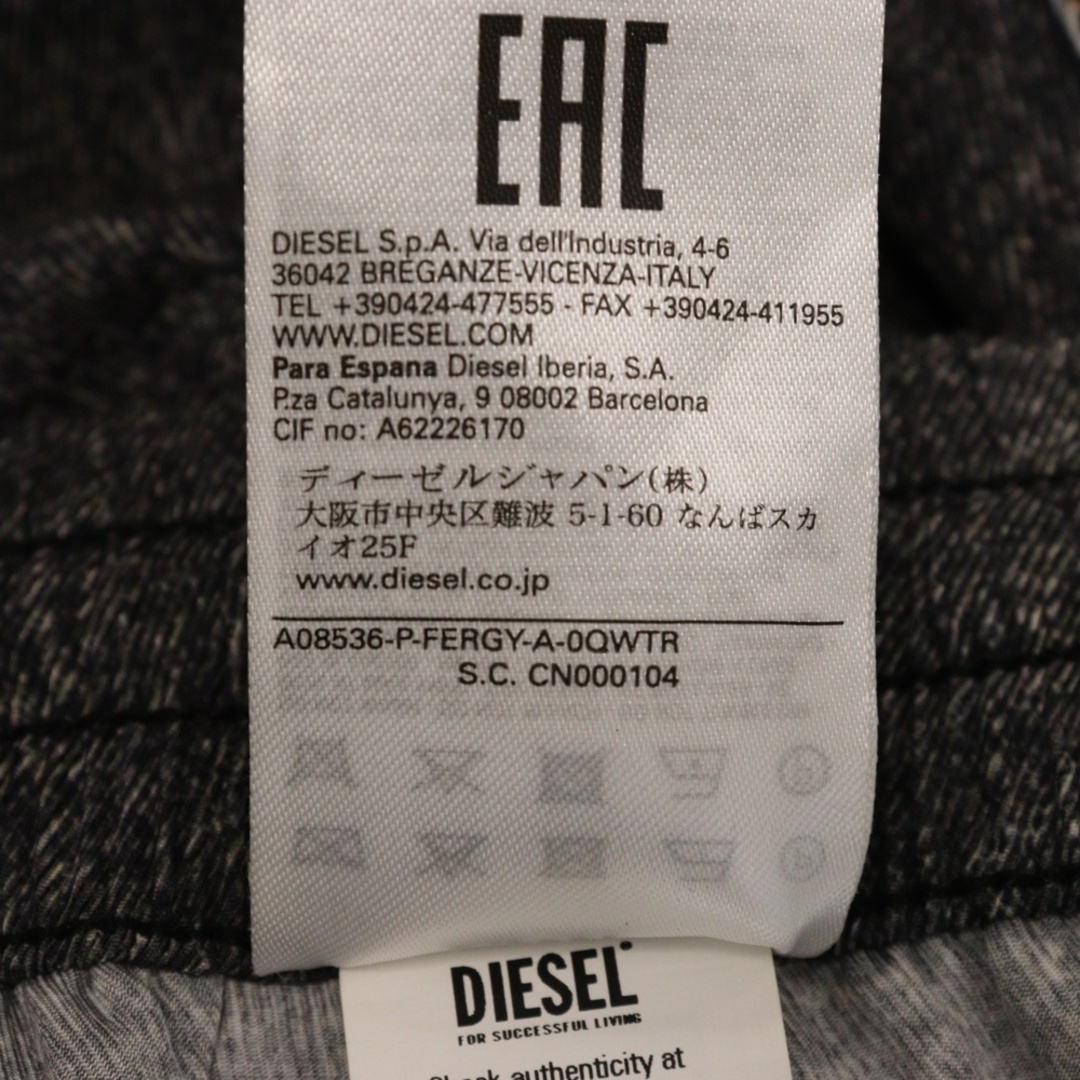 EAC
DIESEL S.p.A. Via dell'Industria, 4-6
36042 BREGANZE-VICENZA-ITALY
TEL +390424-477555 - FAX +390424-411955
WWW.DIESEL.COM
Para Espana Diesel Iberia, S.A.
P.za Catalunya, 9 08002 Barcelona
CIF no: A62226170
ディーゼルジャパン(株)
大阪市中央区難波 5-1-60 なんばスカ
イオ25F
www.diesel.co.jp
A08536-P-FERGY-A-0QWTR
S.C. CN000104
DIESEL
FOR SUCCESSFUL LIVING
authenticity at